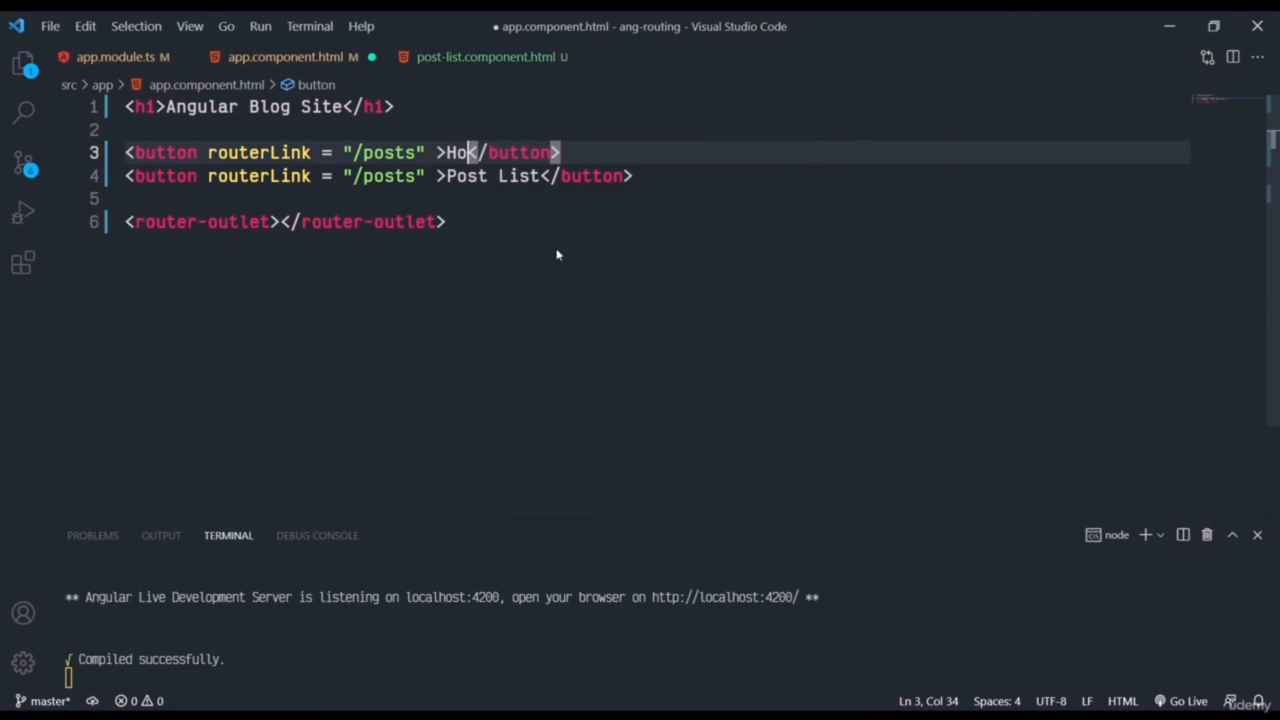 File Edit Selection View Go Run Terminal Help ● app.component.html - ang-routing - Visual Studio Code
app.module.ts M app.component.html M ● post-list.component.html U
src > app > app.component.html > button
1 <h1>Angular Blog Site</h1>
2
3 <button routerLink = "/posts" >Ho</button>
4 <button routerLink = "/posts" >Post List</button>
5
6 <router-outlet></router-outlet>
1
6
PROBLEMS OUTPUT TERMINAL DEBUG CONSOLE node
** Angular Live Development Server is listening on localhost:4200, open your browser on http://localhost:4200/ **
√ Compiled successfully.
master* 0 0 Ln 3, Col 34 Spaces: 4 UTF-8 LF HTML Go Live
udemy